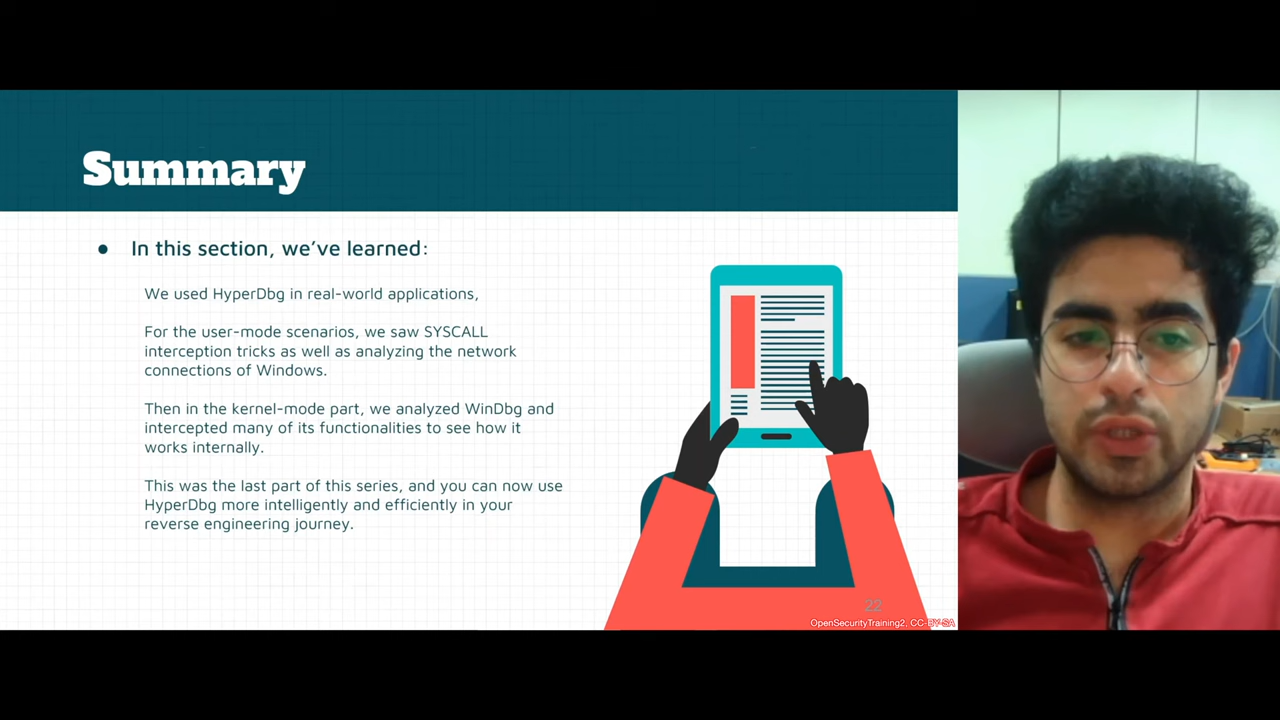 Summary
● In this section, we've learned:
We used HyperDbg in real-world applications,
For the user-mode scenarios, we saw SYSCALL
interception tricks as well as analyzing the network
connections of Windows.
Then in the kernel-mode part, we analyzed WinDbg and
intercepted many of its functionalities to see how it
works internally.
This was the last part of this series, and you can now use
HyperDbg more intelligently and efficiently in your
reverse engineering journey.
22
OpenSecurityTraining2, CC-BY-SA